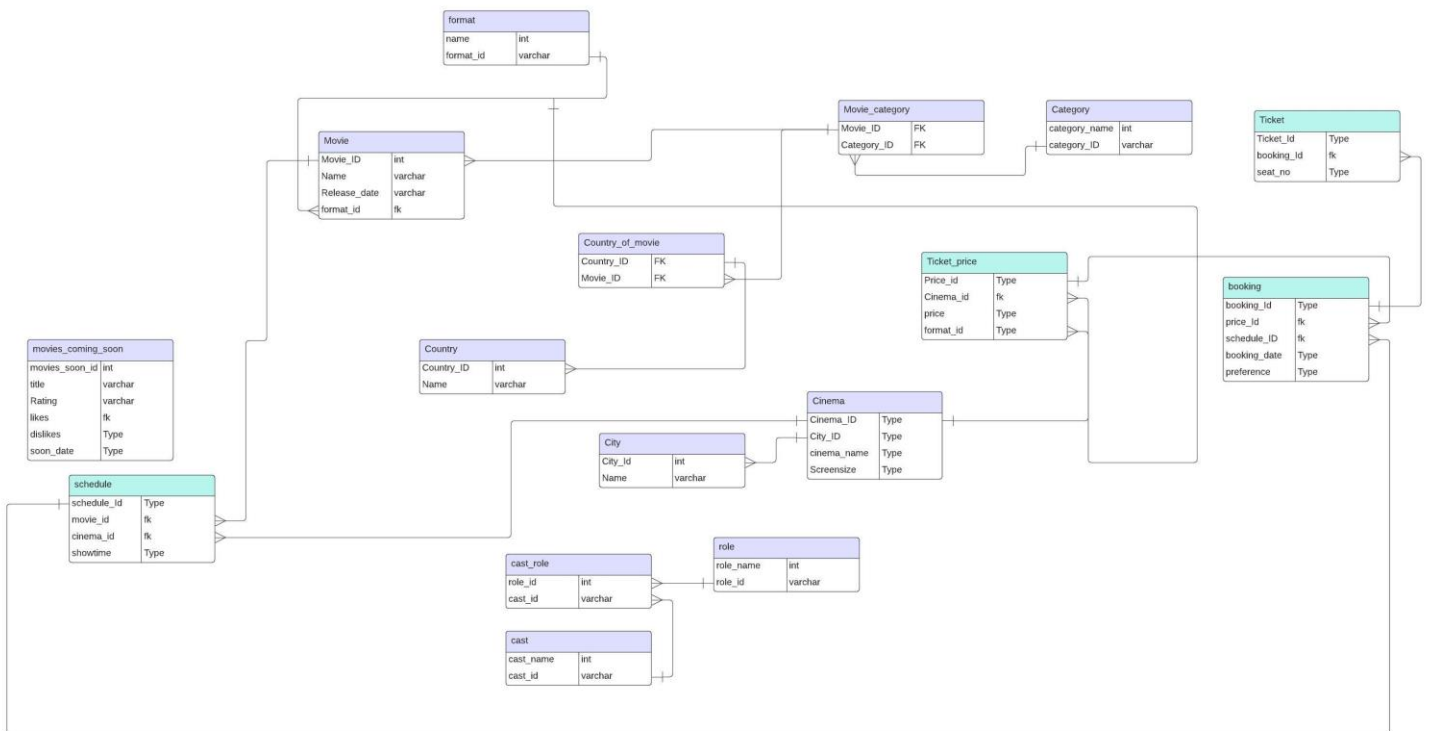 format
name int
format_id varchar
Movie_category
Movie_ID FK
Category_ID FK
Category
category_name int
category_ID varchar
Ticket
Ticket_Id Type
booking_Id fk
seat_no Type
Movie
Movie_ID int
Name varchar
Release_date varchar
format_id fk
Country_of_movie
Country_ID FK
Movie_ID FK
Ticket_price
Price_id Type
Cinema_id fk
price Type
format_id Type
booking
booking_Id Type
price_Id fk
schedule_ID fk
booking_date Type
preference Type
movies_coming_soon
movies_soon_id int
title varchar
Rating varchar
likes fk
dislikes Type
soon_date Type
Country
Country_ID int
Name varchar
Cinema
Cinema_ID Type
City_ID Type
cinema_name Type
Screensize Type
City
City_Id int
Name varchar
schedule
schedule_Id Type
movie_id fk
cinema_id fk
showtime Type
cast_role
role_id int
cast_id varchar
role
role_name int
role_id varchar
cast
cast_name int
cast_id varchar